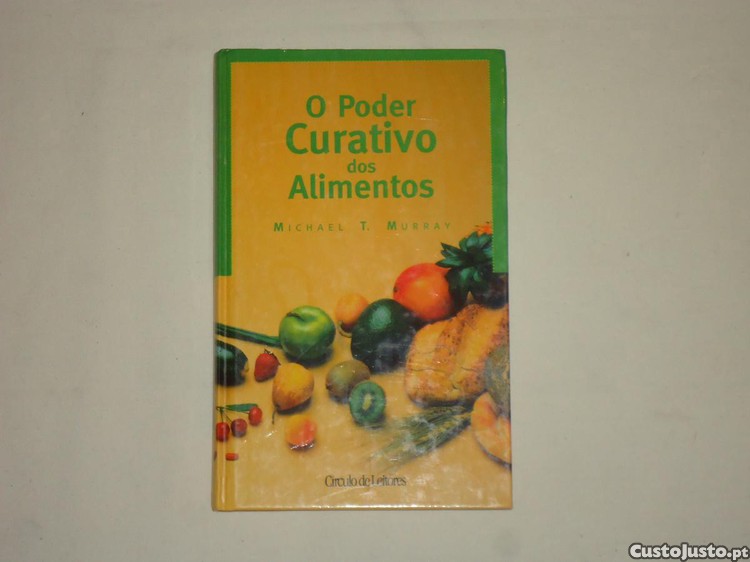 O Poder
Curativo
dos
Alimentos
MICHAEL T. MURRAY
Círculo de Leitores
CustoJusto.pt